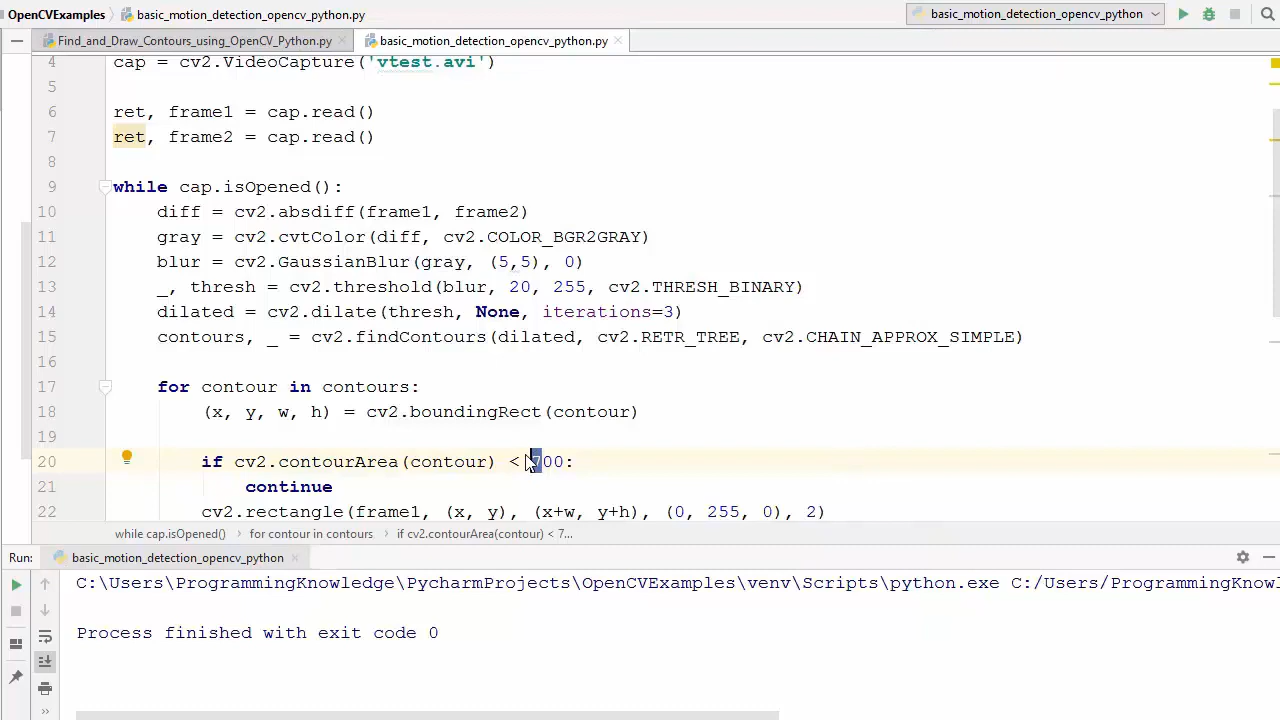 OpenCVExamples basic_motion_detection_opencv_python.py basic_motion_detection_opencv_python
Find_and_Draw_Contours_using_OpenCV_Python.py basic_motion_detection_opencv_python.py
4 cap = cv2.VideoCapture('vtest.avi')
5
6 ret, frame1 = cap.read()
7 ret, frame2 = cap.read()
8
9 while cap.isOpened():
10 diff = cv2.absdiff(frame1, frame2)
11 gray = cv2.cvtColor(diff, cv2.COLOR_BGR2GRAY)
12 blur = cv2.GaussianBlur(gray, (5,5), 0)
13 _, thresh = cv2.threshold(blur, 20, 255, cv2.THRESH_BINARY)
14 dilated = cv2.dilate(thresh, None, iterations=3)
15 contours, _ = cv2.findContours(dilated, cv2.RETR_TREE, cv2.CHAIN_APPROX_SIMPLE)
16
17 for contour in contours:
18 (x, y, w, h) = cv2.boundingRect(contour)
19
20 if cv2.contourArea(contour) < 700:
21 continue
22 cv2.rectangle(frame1, (x, y), (x+w, y+h), (0, 255, 0), 2)
while cap.isOpened() for contour in contours if cv2.contourArea(contour) < 7...
Run: basic_motion_detection_opencv_python
C:\Users\ProgrammingKnowledge\PycharmProjects\OpenCVExamples\venv\Scripts\python.exe C:/Users/ProgrammingKnowl
Process finished with exit code 0